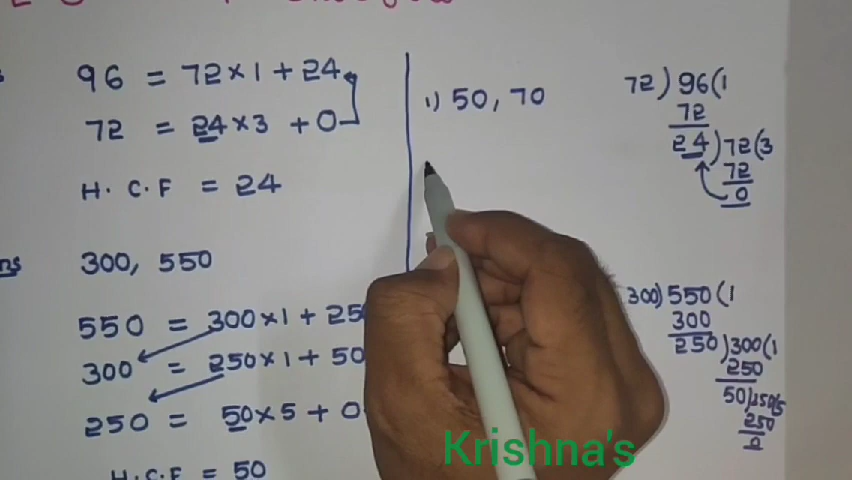 96 = 72×1 + 24
72 = 24×3 + 0
H.C.F = 24
300, 550
550 = 300×1 + 25
300 = 250×1 + 50
250 = 50×5 + 0
H.C.F = 50
1) 50, 70
72) 96 (1
72
24) 72 (3
72
0
300) 550 (1
300
250) 300 (1
250
50) 250 (5
250
0
Krishna's